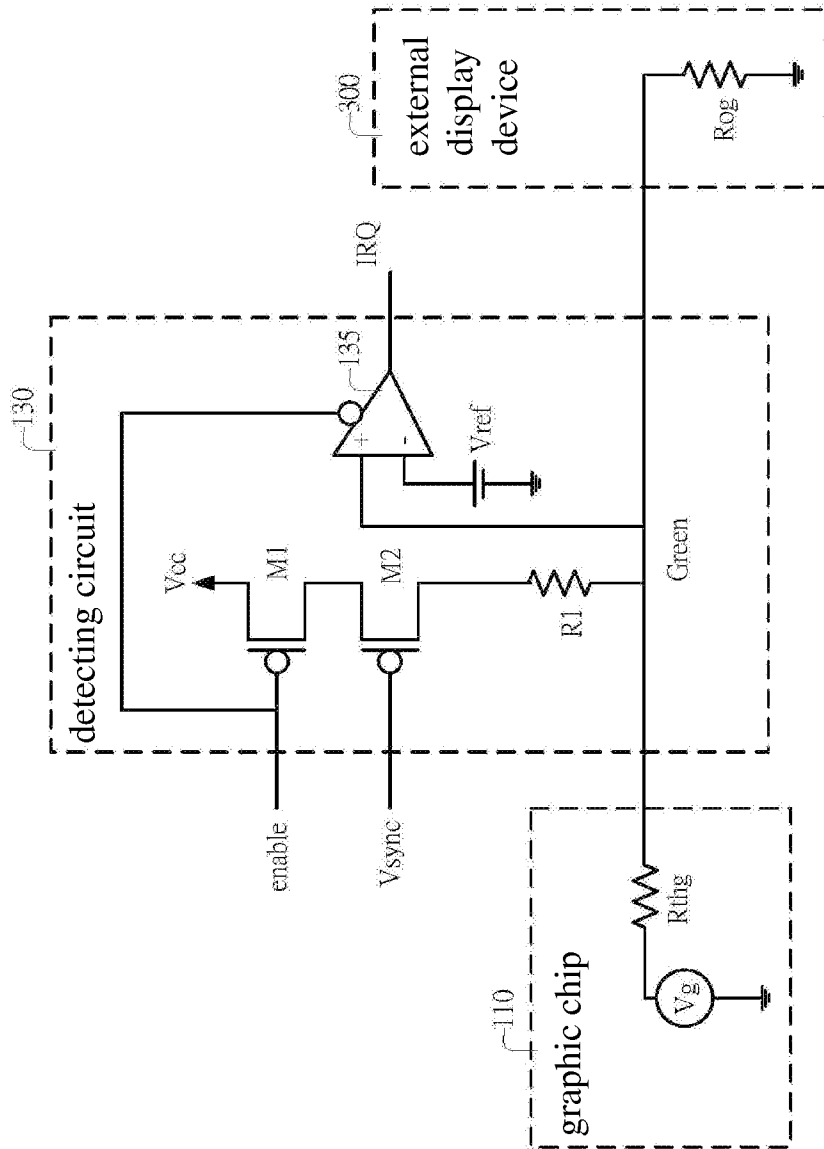 130
detecting circuit
Vcc
M1
M2
R1
enable
Vsync
+
-
135
IRQ
Vref
Green
110
graphic chip
Vg
Rthg
300
external
display
device
Rog